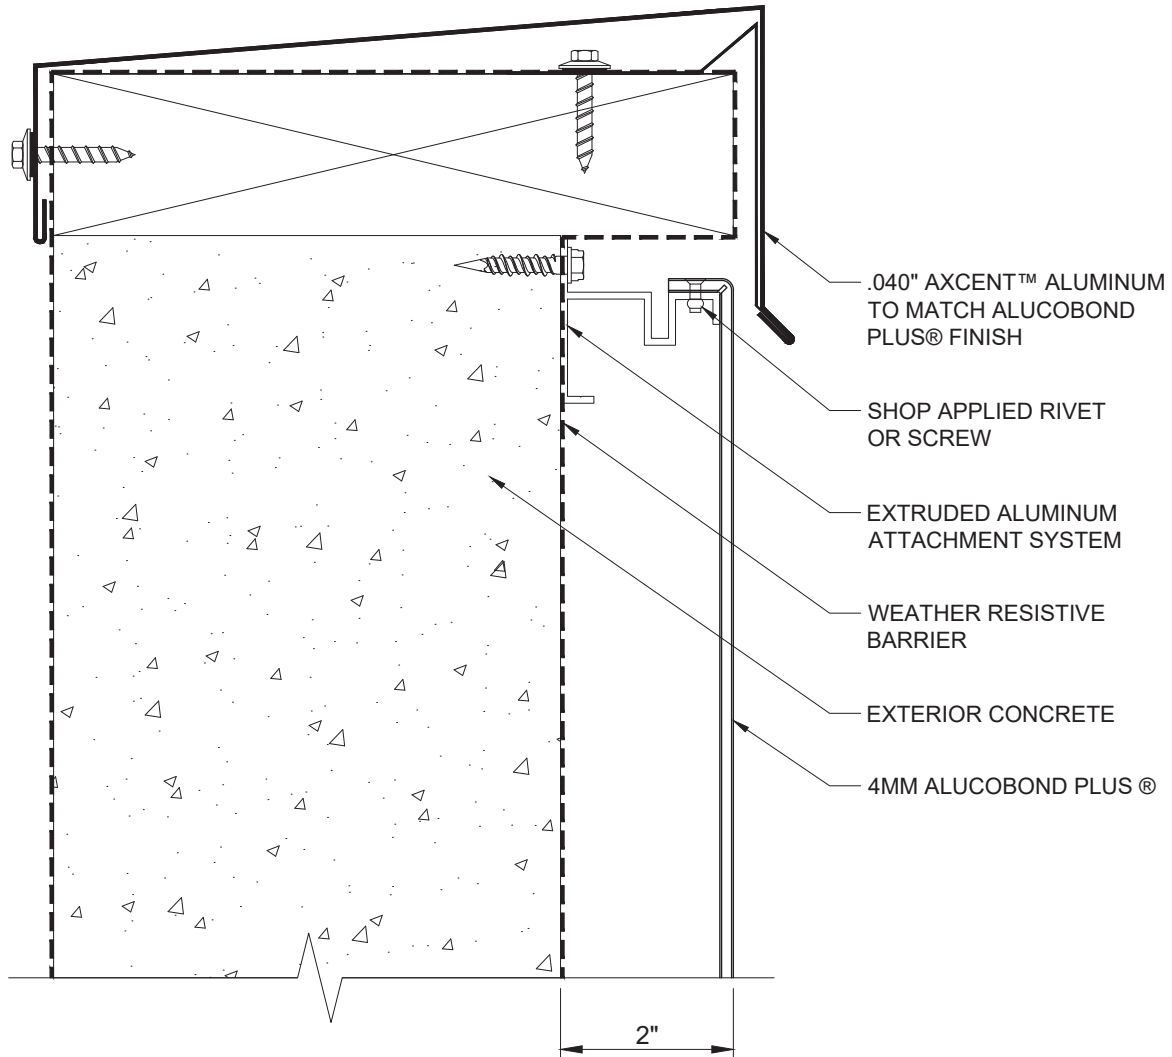 .040" AXCENT™ ALUMINUM
TO MATCH ALUCOBOND
PLUS® FINISH
SHOP APPLIED RIVET
OR SCREW
EXTRUDED ALUMINUM
ATTACHMENT SYSTEM
WEATHER RESISTIVE
BARRIER
EXTERIOR CONCRETE
4MM ALUCOBOND PLUS ®
2"